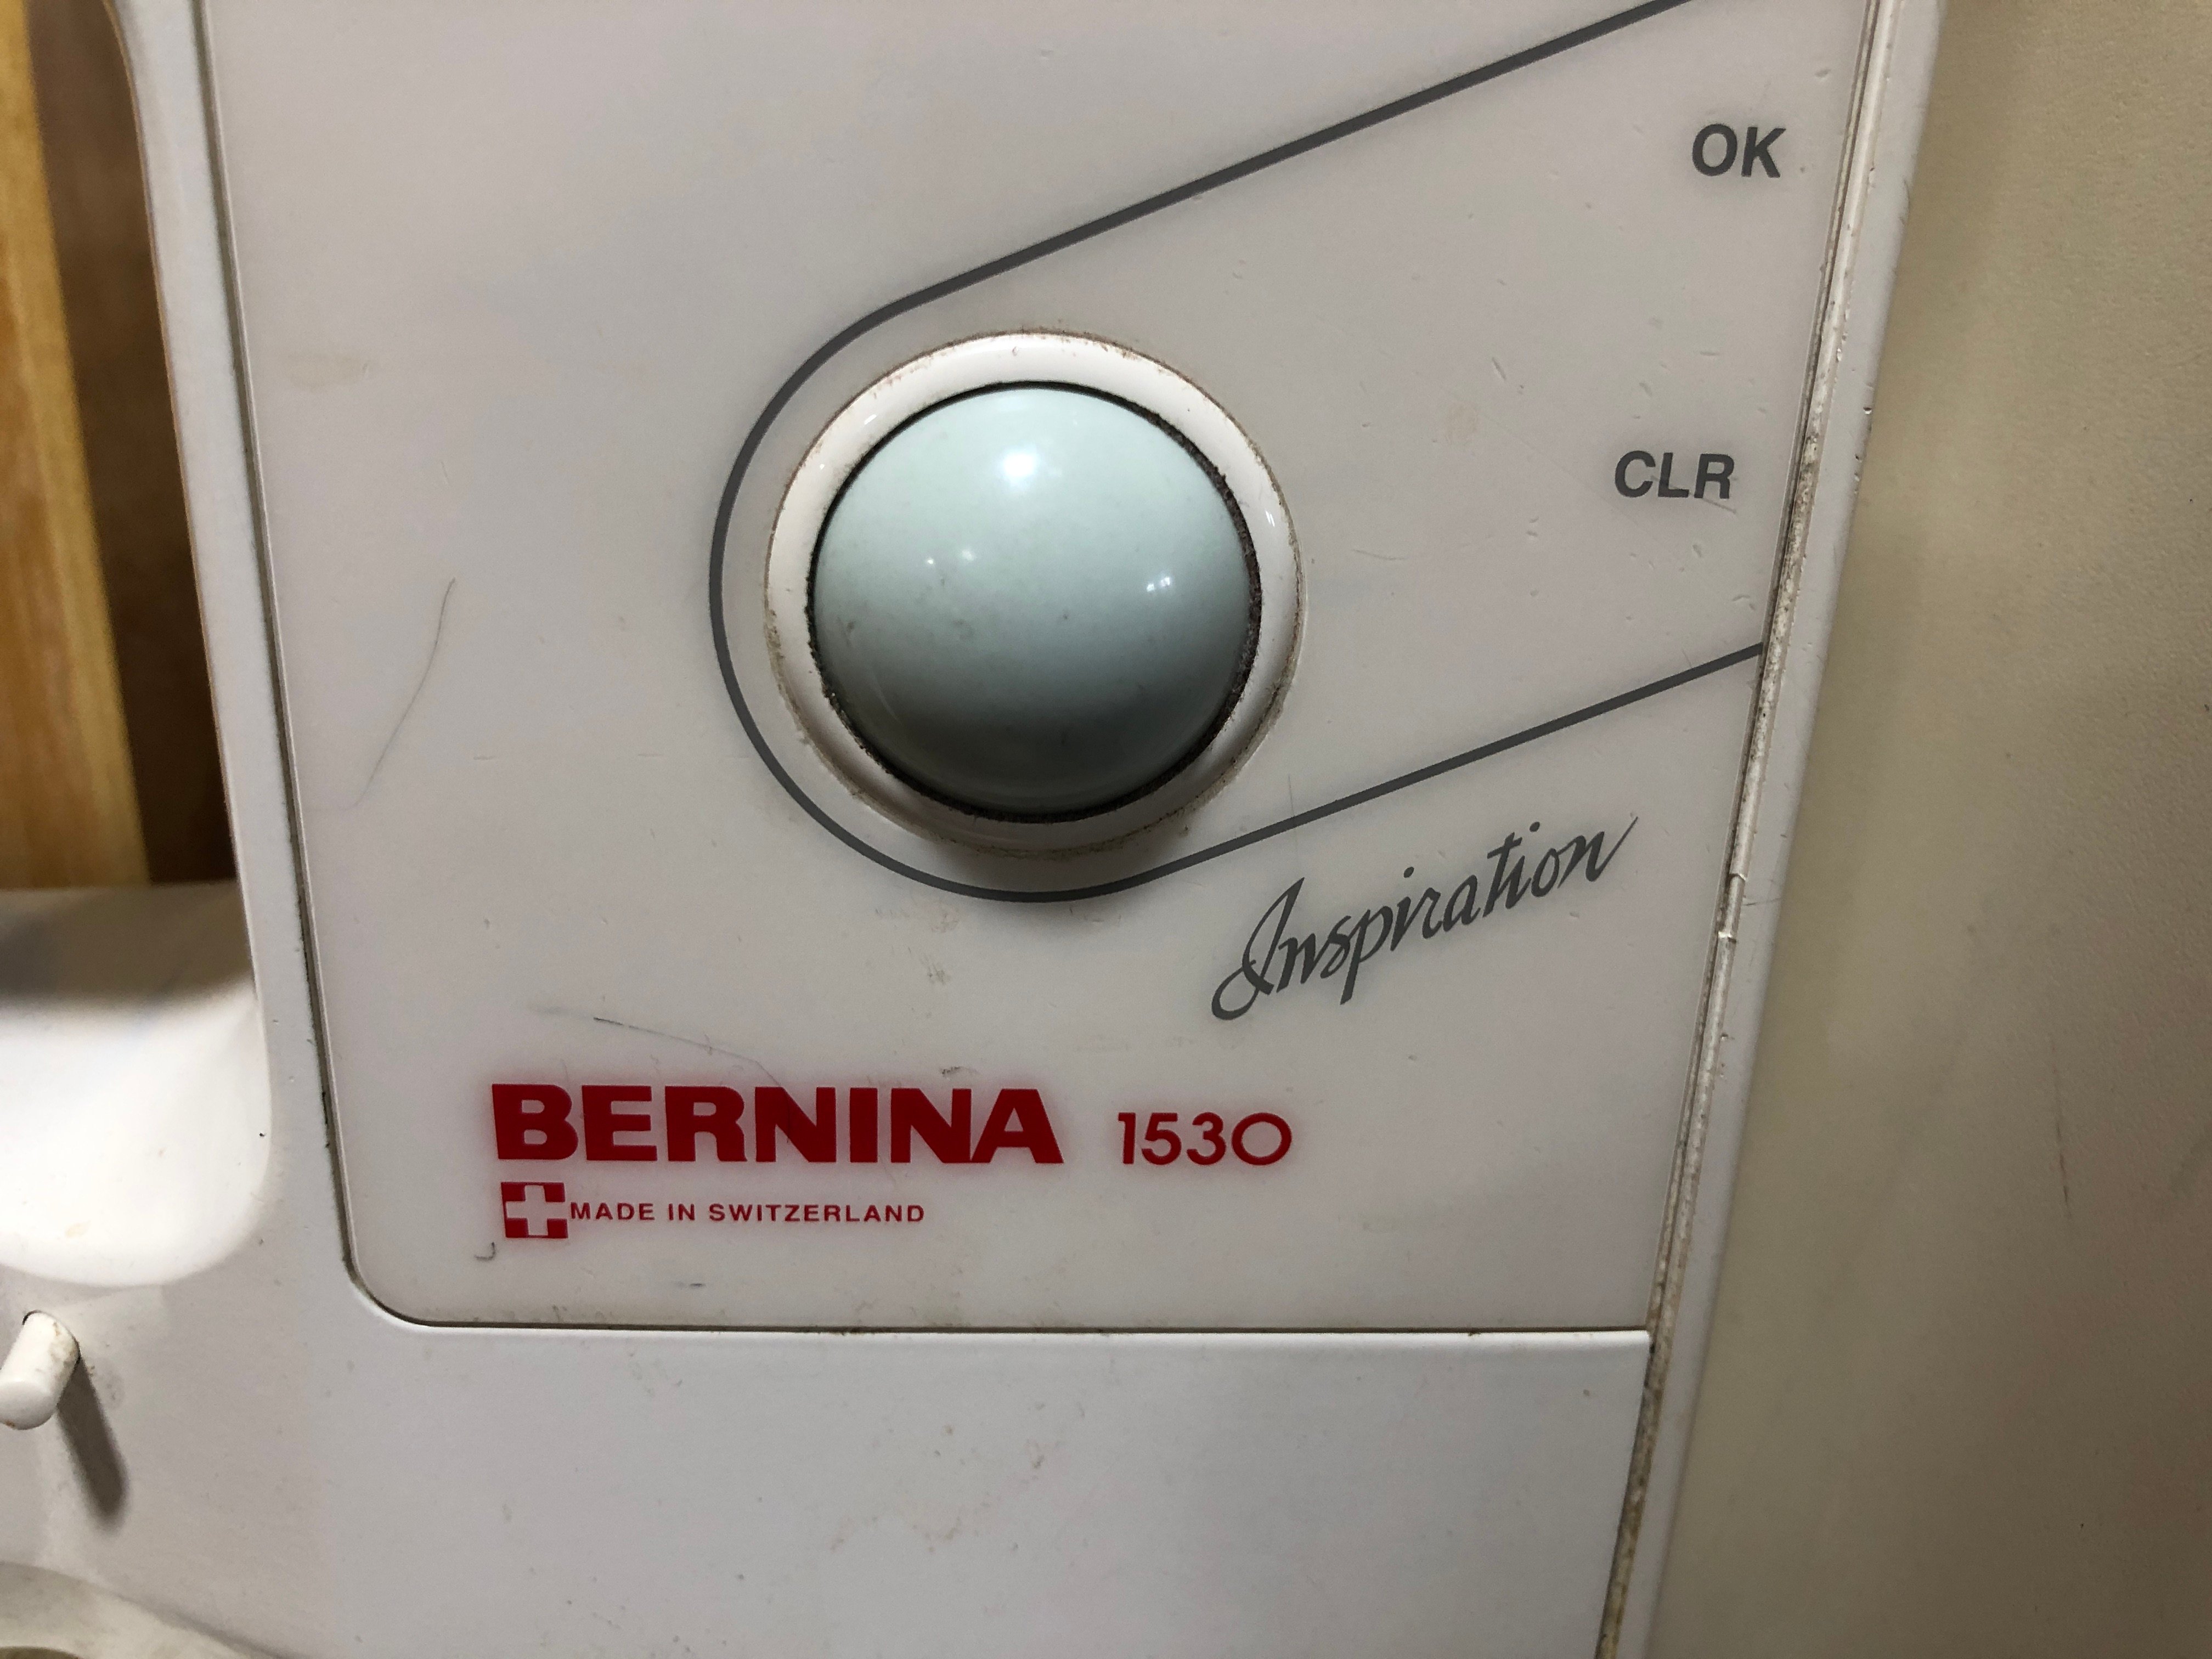 OK
CLR
Inspiration
BERNINA 1530
MADE IN SWITZERLAND